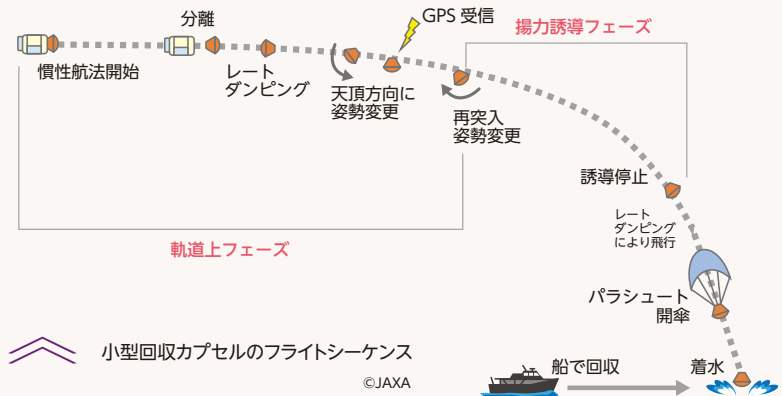 分離
GPS 受信
揚力誘導フェーズ
慣性航法開始
レート
ダンピング
天頂方向に
姿勢変更
再突入
姿勢変更
誘導停止
レート
ダンピング
により飛行
軌道上フェーズ
パラシュート
開傘
小型回収カプセルのフライトシーケンス
©JAXA
船で回収
着水